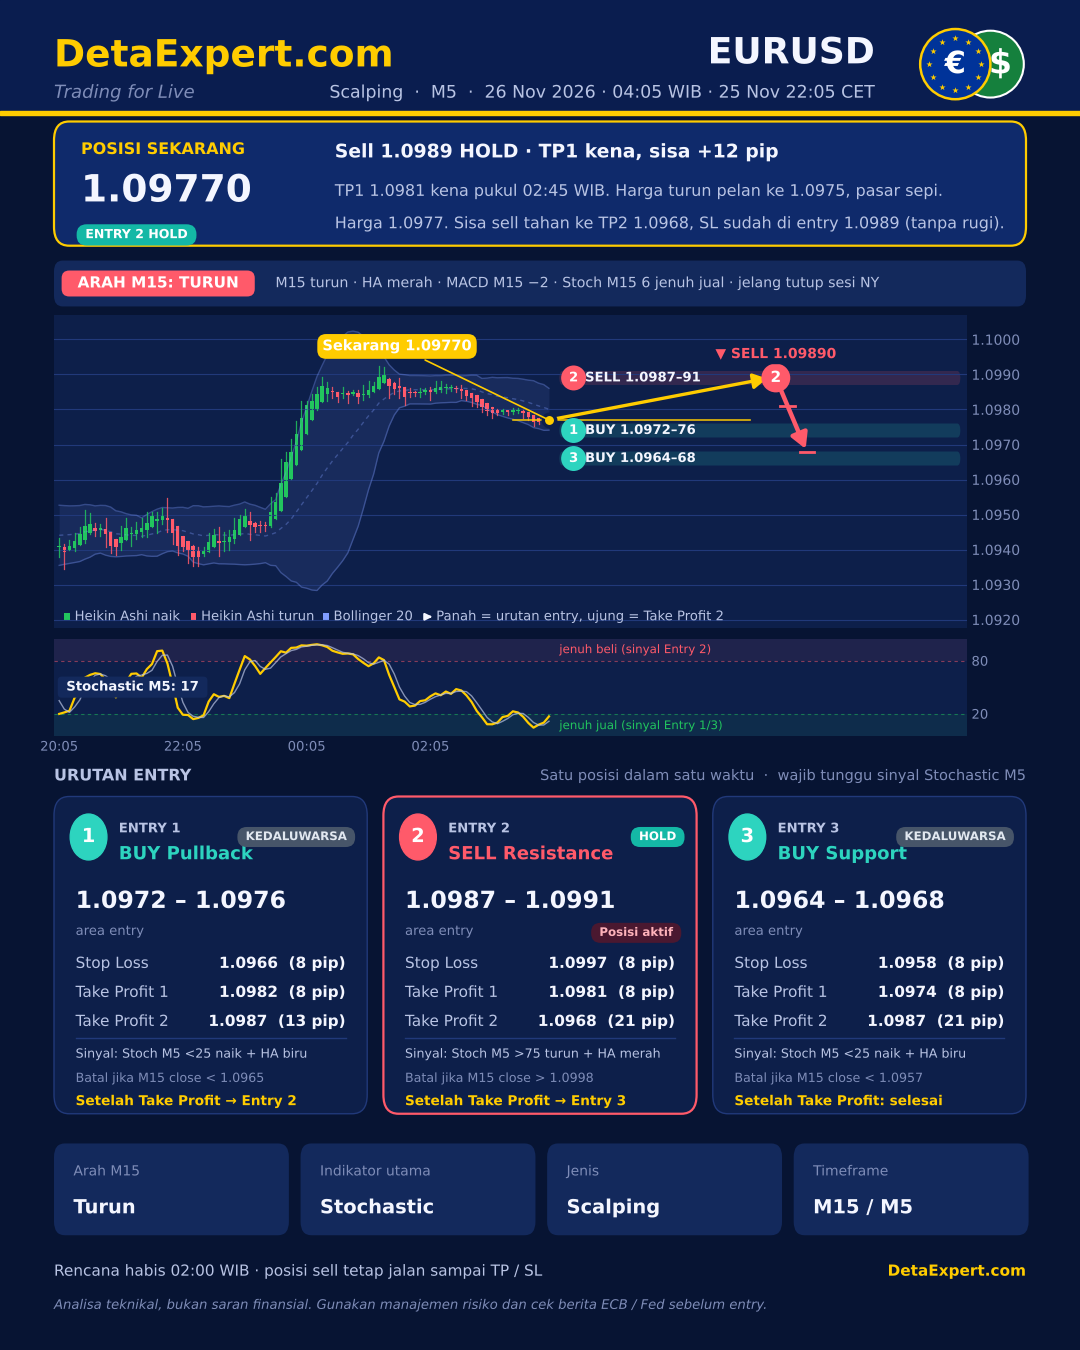 DetaExpert.com
EURUSD
€ $
Trading for Live
Scalping · M5 · 26 Nov 2026 · 04:05 WIB · 25 Nov 22:05 CET
POSISI SEKARANG
1.09770
ENTRY 2 HOLD
Sell 1.0989 HOLD · TP1 kena, sisa +12 pip
TP1 1.0981 kena pukul 02:45 WIB. Harga turun pelan ke 1.0975, pasar sepi.
Harga 1.0977. Sisa sell tahan ke TP2 1.0968, SL sudah di entry 1.0989 (tanpa rugi).
ARAH M15: TURUN
M15 turun · HA merah · MACD M15 −2 · Stoch M15 6 jenuh jual · jelang tutup sesi NY
Sekarang 1.09770
▼ SELL 1.09890
2 SELL 1.0987–91
2
1 BUY 1.0972–76
3 BUY 1.0964–68
1.1000
1.0990
1.0980
1.0970
1.0960
1.0950
1.0940
1.0930
1.0920
Heikin Ashi naik
Heikin Ashi turun
Bollinger 20
Panah = urutan entry, ujung = Take Profit 2
jenuh beli (sinyal Entry 2)
80
Stochastic M5: 17
20
jenuh jual (sinyal Entry 1/3)
20:05 22:05 00:05 02:05
URUTAN ENTRY
Satu posisi dalam satu waktu · wajib tunggu sinyal Stochastic M5
1
ENTRY 1
KEDALUWARSA
BUY Pullback
1.0972 – 1.0976
area entry
Stop Loss 1.0966 (8 pip)
Take Profit 1 1.0982 (8 pip)
Take Profit 2 1.0987 (13 pip)
Sinyal: Stoch M5 <25 naik + HA biru
Batal jika M15 close < 1.0965
Setelah Take Profit → Entry 2
2
ENTRY 2
HOLD
SELL Resistance
1.0987 – 1.0991
area entry
Posisi aktif
Stop Loss 1.0997 (8 pip)
Take Profit 1 1.0981 (8 pip)
Take Profit 2 1.0968 (21 pip)
Sinyal: Stoch M5 >75 turun + HA merah
Batal jika M15 close > 1.0998
Setelah Take Profit → Entry 3
3
ENTRY 3
KEDALUWARSA
BUY Support
1.0964 – 1.0968
area entry
Stop Loss 1.0958 (8 pip)
Take Profit 1 1.0974 (8 pip)
Take Profit 2 1.0987 (21 pip)
Sinyal: Stoch M5 <25 naik + HA biru
Batal jika M15 close < 1.0957
Setelah Take Profit: selesai
Arah M15
Turun
Indikator utama
Stochastic
Jenis
Scalping
Timeframe
M15 / M5
Rencana habis 02:00 WIB · posisi sell tetap jalan sampai TP / SL
DetaExpert.com
Analisa teknikal, bukan saran finansial. Gunakan manajemen risiko dan cek berita ECB / Fed sebelum entry.